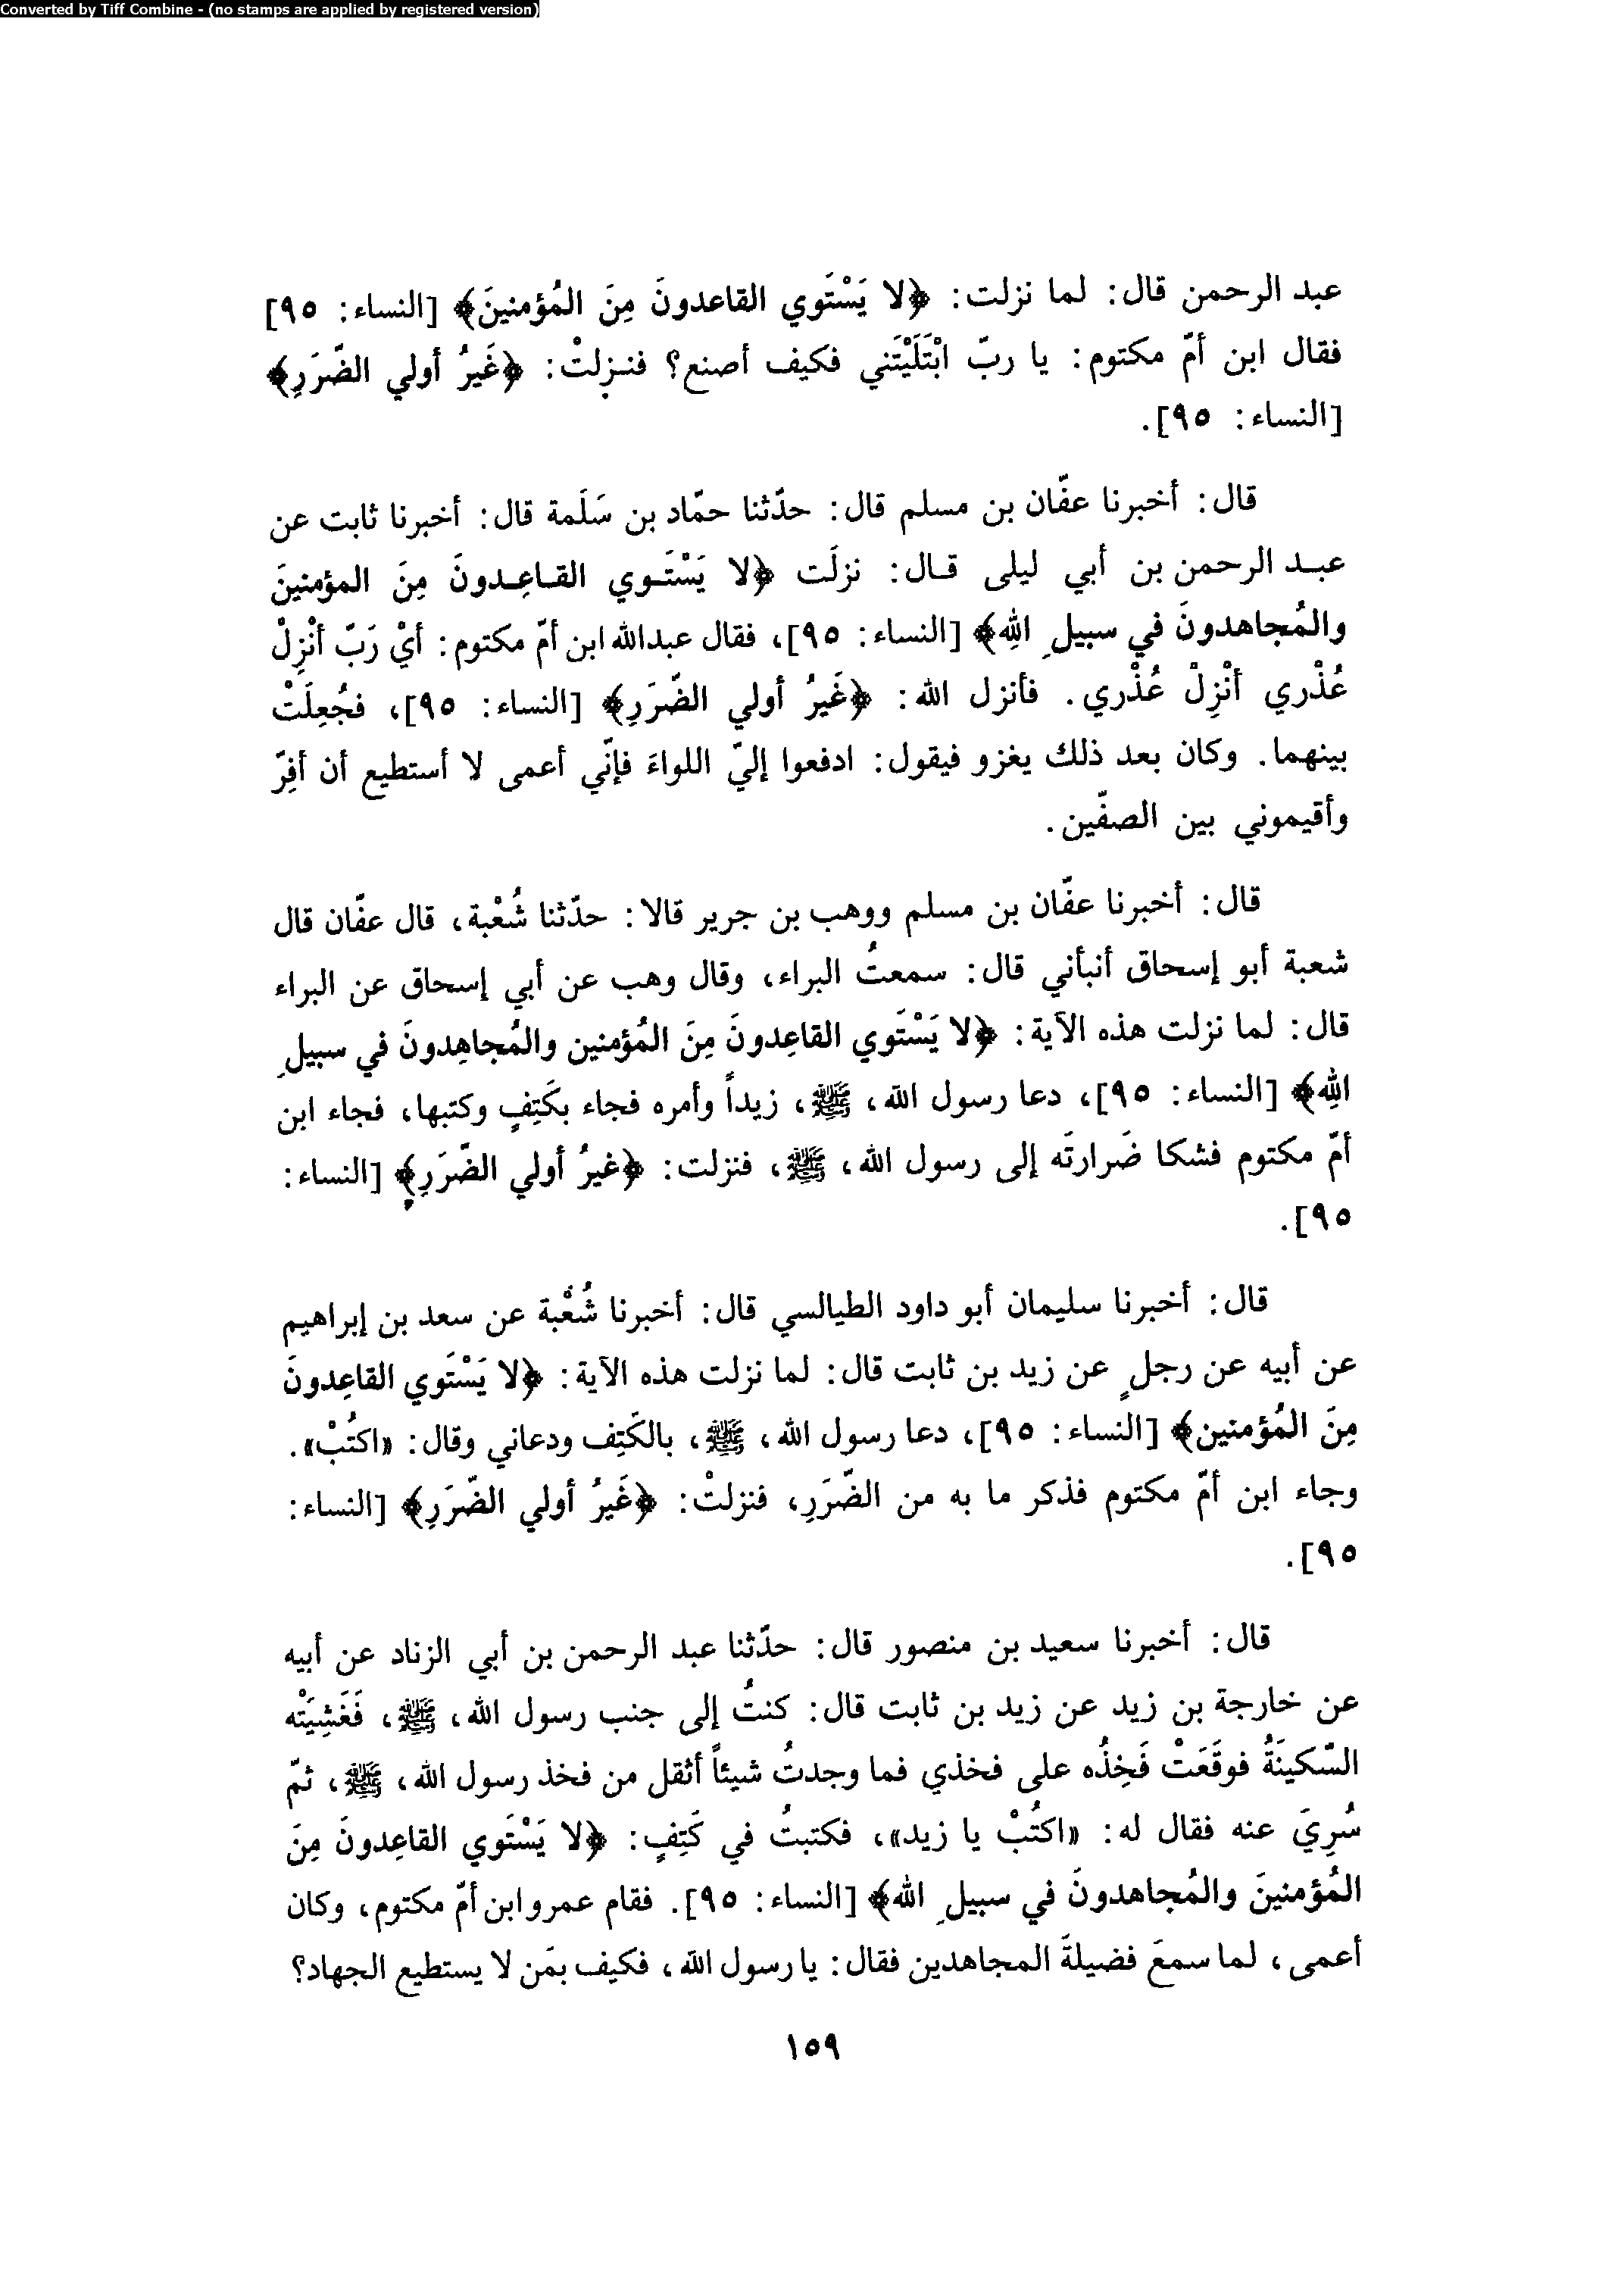 Converted by Tiff Combine - (no stamps are applied by registered version)
عبد الرحمن قال: لما نزلت: ﴿لا يَسْتَوي القاعدونَ مِنَ المُؤمنينَ﴾ [النساء: ٩٥]
فقال ابن أمّ مكتوم: يا ربّ ابْتَلَيْتَني فكيف أصنع؟ فنـزلتْ: ﴿غَيرُ أولي الضّرَرِ﴾
[النساء: ٩٥].
قال: أخبرنا عفّان بن مسلم قال: حدّثنا حمّاد بن سَلَمة قال: أخبرنا ثابت عن
عبـد الرحمن بن أبي ليلى قـال: نزلَت ﴿لا يَسْتَـوي القـاعِـدونَ مِنَ المؤمنينَ
والمُجاهدونَ في سبيلِ اللهِ﴾ [النساء: ٩٥]، فقال عبدالله ابن أمّ مكتوم: أيْ رَبّ أنْزِلْ
عُذْري أنْزِلْ عُذْري. فأنزل الله: ﴿غَيرُ أولي الضّرَرِ﴾ [النساء: ٩٥]، فجُعِلَتْ
بينهما. وكان بعد ذلك يغزو فيقول: ادفعوا إليّ اللواءَ فإنّي أعمى لا أستطيع أن أفِرّ
وأقيموني بين الصفّين.
قال: أخبرنا عفّان بن مسلم ووهب بن جرير قالا: حدّثنا شُعْبة، قال عفّان قال
شعبة أبو إسحاق أنبأني قال: سمعتُ البراء، وقال وهب عن أبي إسحاق عن البراء
قال: لما نزلت هذه الآية: ﴿لا يَسْتَوي القاعِدونَ مِنَ المُؤمنين والمُجاهِدونَ في سبيلِ
اللهِ﴾ [النساء: ٩٥]، دعا رسول الله، ﷺ، زيداً وأمره فجاء بكَتِفٍ وكتبها، فجاء ابن
أمّ مكتوم فشكا ضَرارتَه إلى رسول الله، ﷺ، فنزلت: ﴿غيرُ أولي الضّرَرِ﴾ [النساء:
٩٥].
قال: أخبرنا سليمان أبو داود الطيالسي قال: أخبرنا شُعْبة عن سعد بن إبراهيم
عن أبيه عن رجلٍ عن زيد بن ثابت قال: لما نزلت هذه الآية: ﴿لا يَسْتَوي القاعِدونَ
مِنَ المُؤمنين﴾ [النساء: ٩٥]، دعا رسول الله، ﷺ، بالكَتِف ودعاني وقال: «اكتُبْ».
وجاء ابن أمّ مكتوم فذكر ما به من الضّرَرِ، فنزلتْ: ﴿غَيرُ أولي الضّرَرِ﴾ [النساء:
٩٥].
قال: أخبرنا سعيد بن منصور قال: حدّثنا عبد الرحمن بن أبي الزناد عن أبيه
عن خارجة بن زيد عن زيد بن ثابت قال: كنتُ إلى جنب رسول الله، ﷺ، فَغَشِيَتْه
السّكينَةُ فوقَعَتْ فَخِذُه على فخذي فما وجدتُ شيئاً أثقل من فخذ رسول الله، ﷺ، ثمّ
سُرِيَ عنه فقال له: «اكتُبْ يا زيد»، فكتبتُ في كَتِفٍ: ﴿لا يَسْتَوي القاعِدونَ مِنَ
المُؤمنينَ والمُجاهدونَ في سبيلِ الله﴾ [النساء: ٩٥]. فقام عمرو ابن أمّ مكتوم، وكان
أعمى، لما سمعَ فضيلةَ المجاهدين فقال: يا رسول الله، فكيف بمَن لا يستطيع الجهاد؟
١٥٩